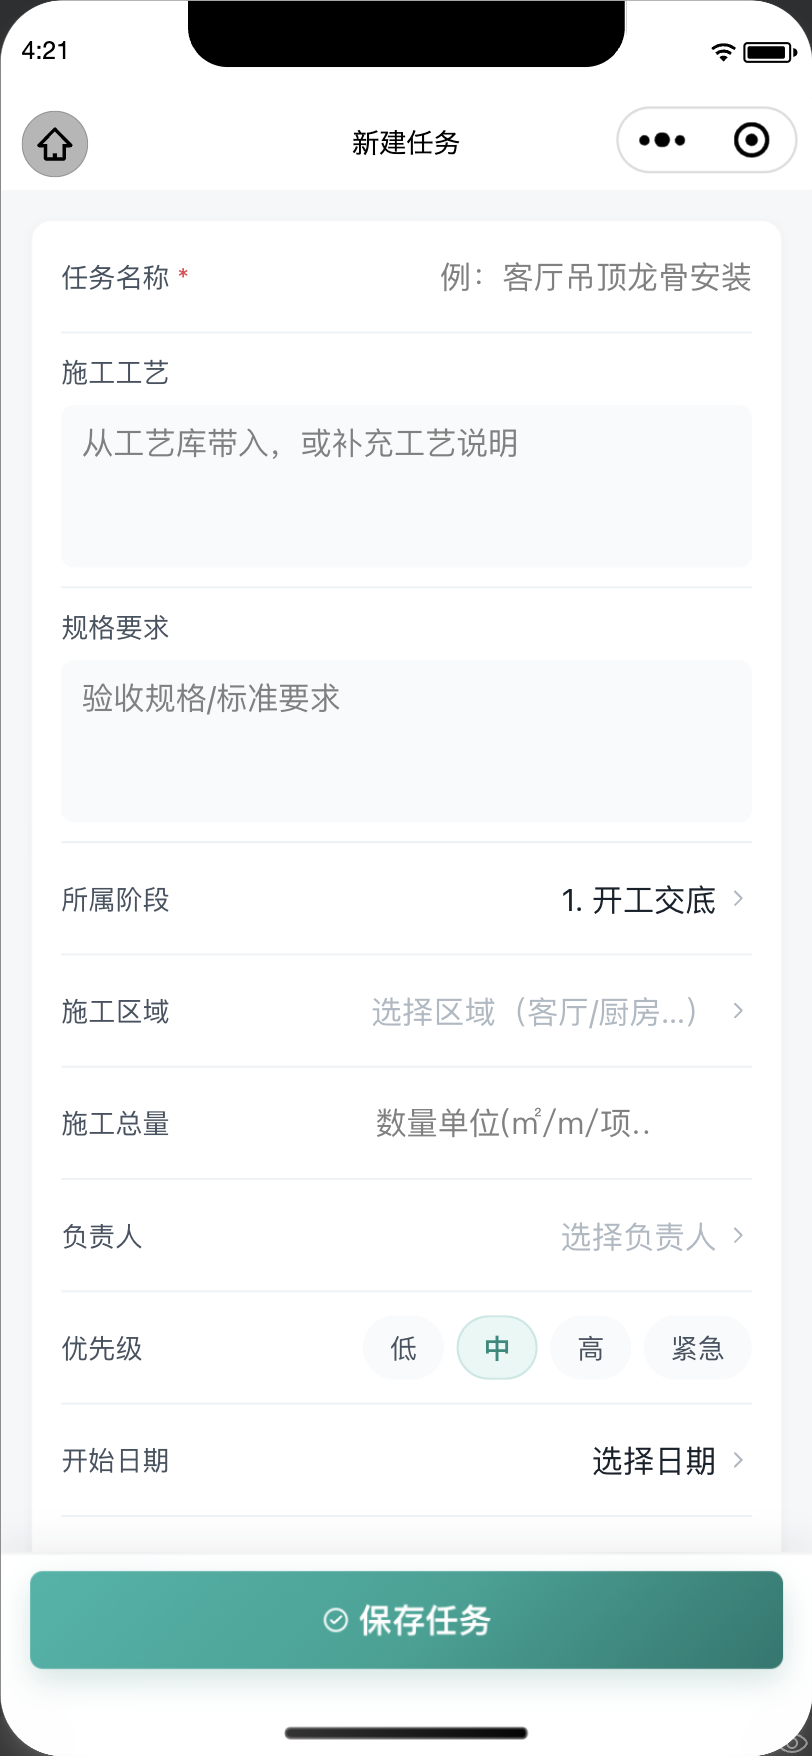 4:21
新建任务
任务名称 *
例：客厅吊顶龙骨安装
施工工艺
从工艺库带入，或补充工艺说明
规格要求
验收规格/标准要求
所属阶段
1. 开工交底
施工区域
选择区域（客厅/厨房...）
施工总量
数量单位(㎡/m/项..
负责人
选择负责人
优先级
低 中 高 紧急
开始日期
选择日期
保存任务